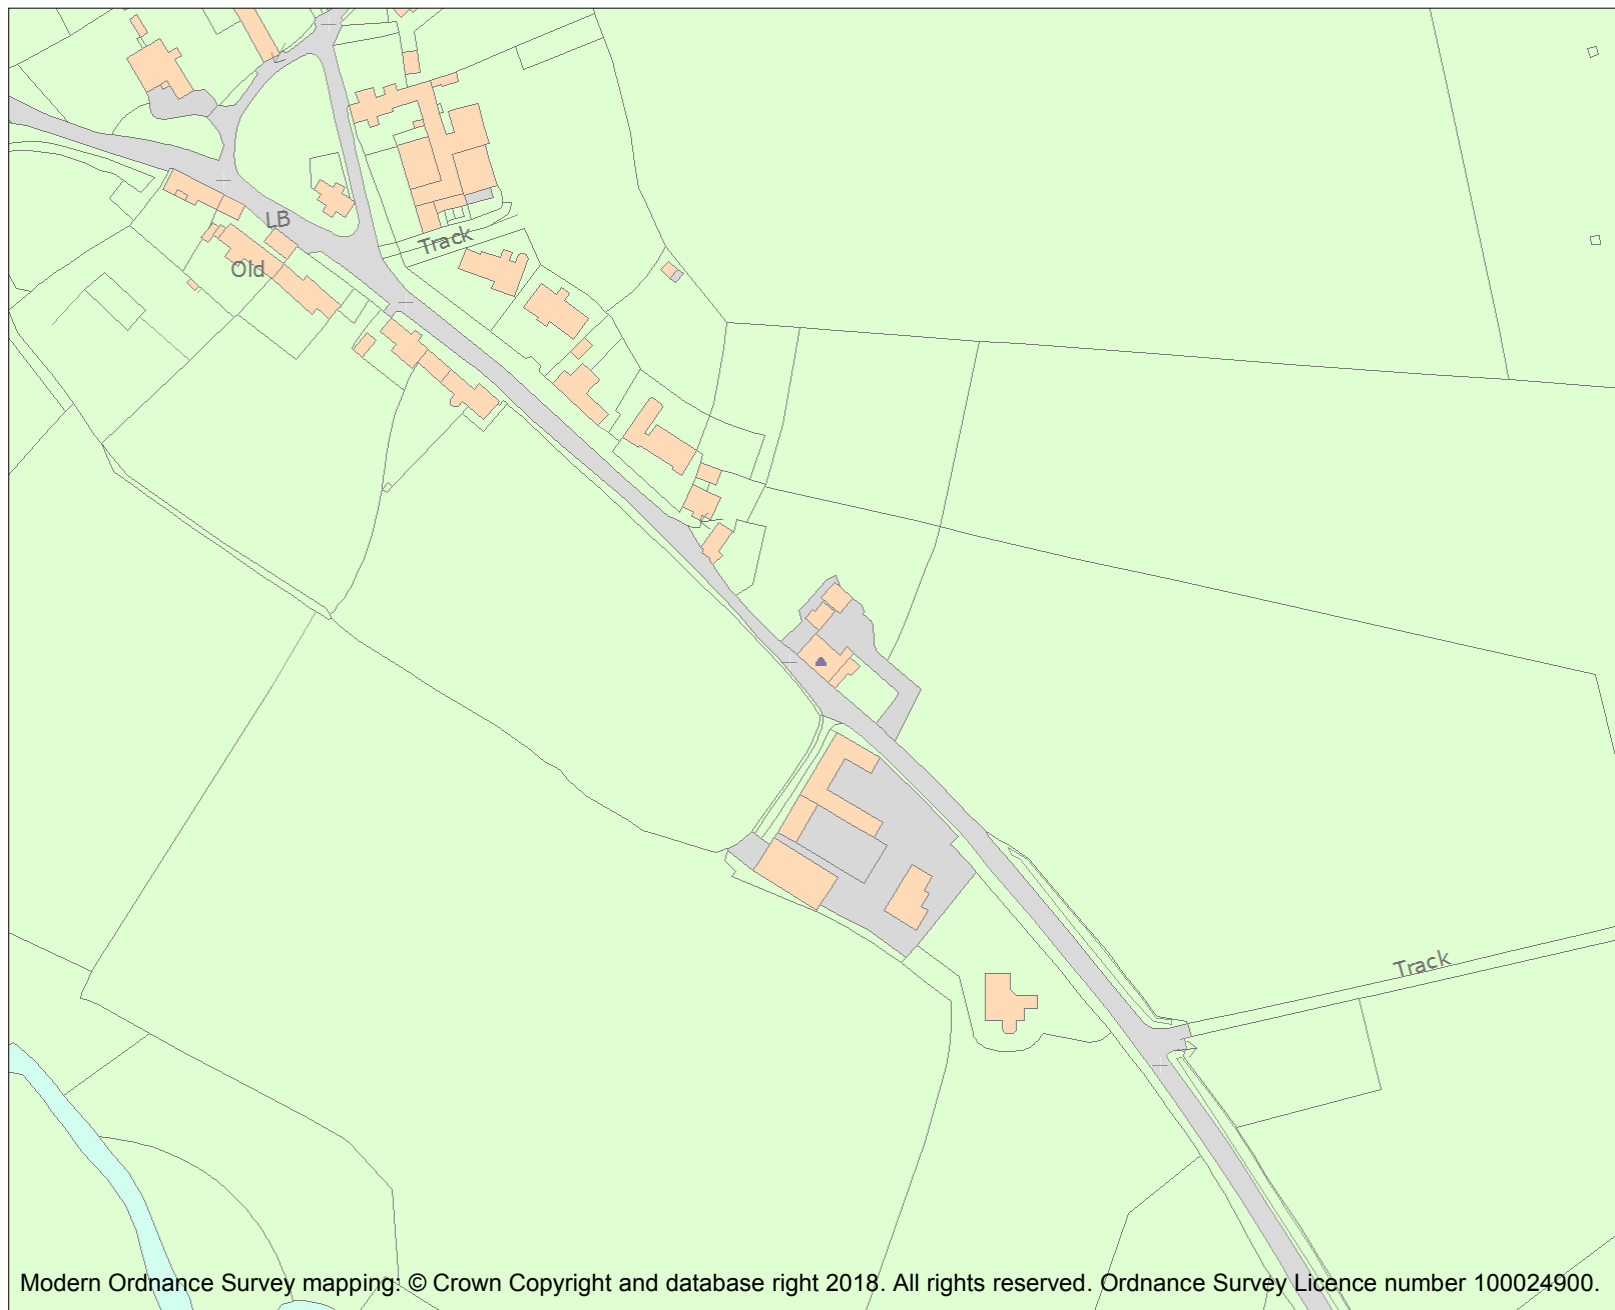 LB
Track
Old
Track
Modern Ordnance Survey mapping: © Crown Copyright and database right 2018. All rights reserved. Ordnance Survey Licence number 100024900.